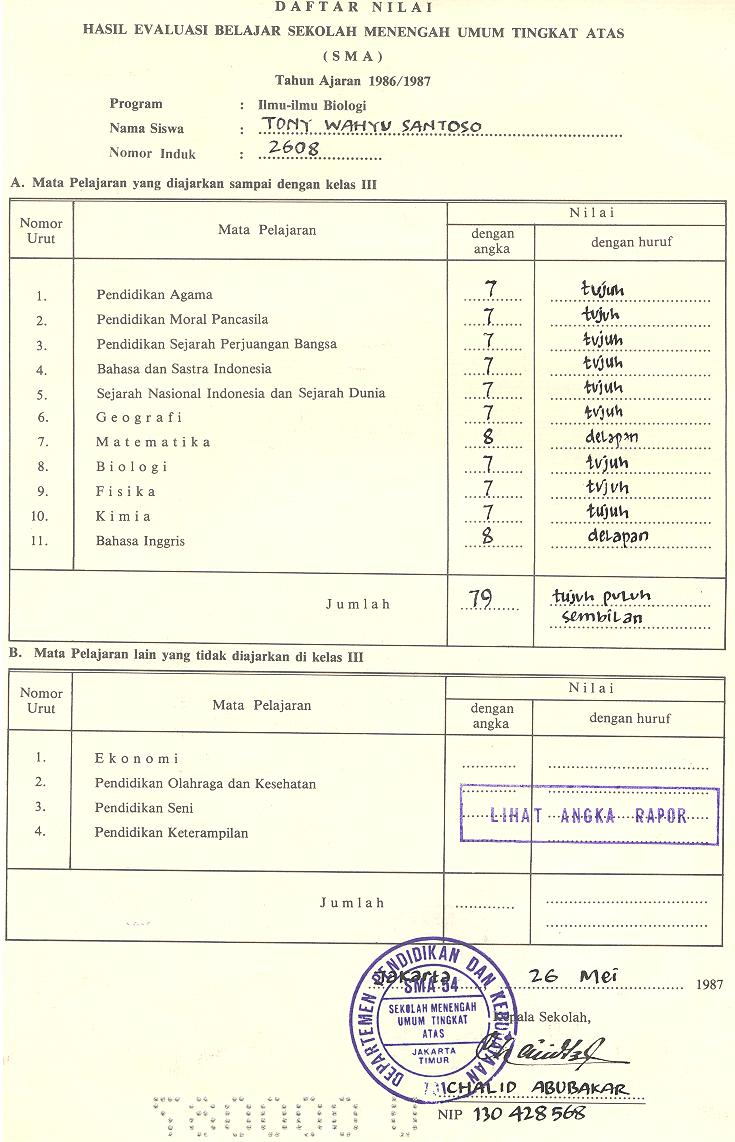 DAFTAR NILAI
HASIL EVALUASI BELAJAR SEKOLAH MENENGAH UMUM TINGKAT ATAS
(SMA)
Tahun Ajaran 1986/1987
Program : Ilmu-ilmu Biologi
Nama Siswa : TONY WAHYU SANTOSO
Nomor Induk : 2608
A. Mata Pelajaran yang diajarkan sampai dengan kelas III
Nomor Urut Mata Pelajaran Nilai
dengan angka dengan huruf
1. Pendidikan Agama 7 tujuh
2. Pendidikan Moral Pancasila 7 tujuh
3. Pendidikan Sejarah Perjuangan Bangsa 7 tujuh
4. Bahasa dan Sastra Indonesia 7 tujuh
5. Sejarah Nasional Indonesia dan Sejarah Dunia 7 tujuh
6. Geografi 7 tujuh
7. Matematika 8 delapan
8. Biologi 7 tujuh
9. Fisika 7 tujuh
10. Kimia 7 tujuh
11. Bahasa Inggris 8 delapan
Jumlah 79 tujuh puluh
sembilan
B. Mata Pelajaran lain yang tidak diajarkan di kelas III
Nomor Urut Mata Pelajaran Nilai
dengan angka dengan huruf
1. Ekonomi
2. Pendidikan Olahraga dan Kesehatan
3. Pendidikan Seni
4. Pendidikan Keterampilan
LIHAT ANGKA RAPOR
Jumlah
Jakarta, 26 Mei 1987
DEPARTEMEN PENDIDIKAN DAN KEBUDAYAAN
SMA 54
SEKOLAH MENENGAH
UMUM TINGKAT
ATAS
JAKARTA
TIMUR
Kepala Sekolah,
CHALID ABUBAKAR
NIP 130 428 568